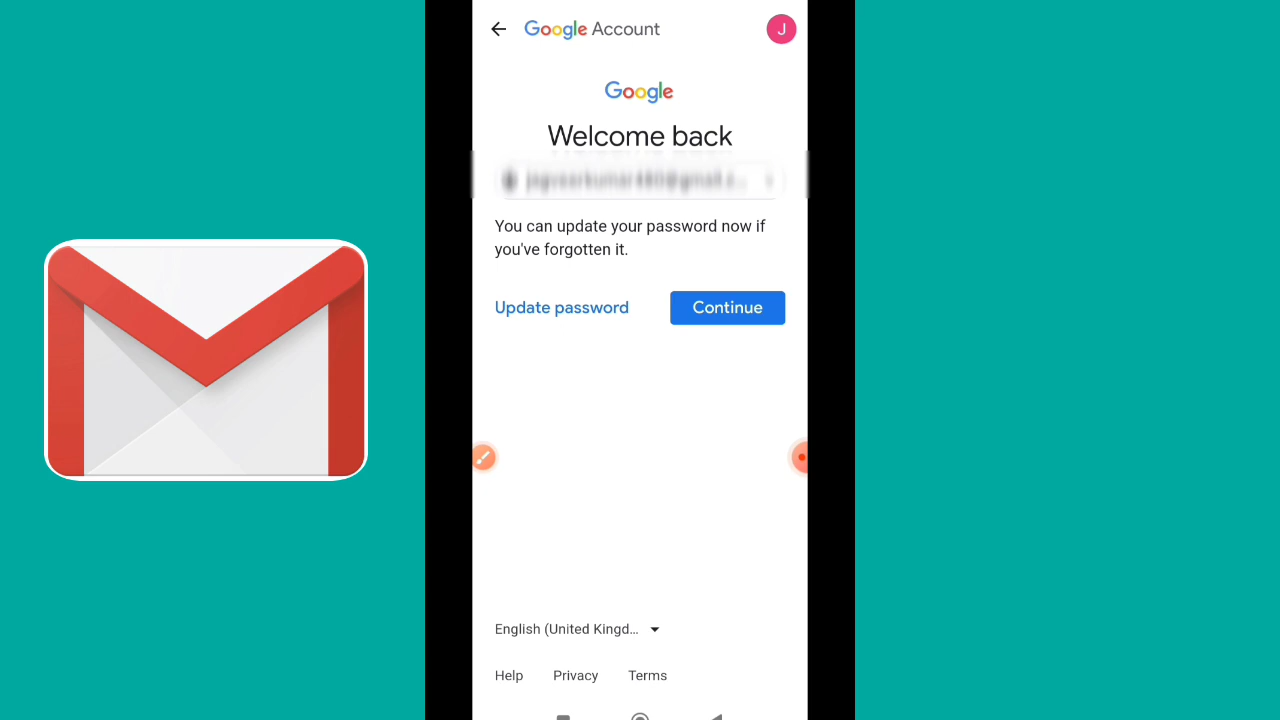 Google Account
J
Google
Welcome back
You can update your password now if
you've forgotten it.
Update password
Continue
English (United Kingd...
Help
Privacy
Terms